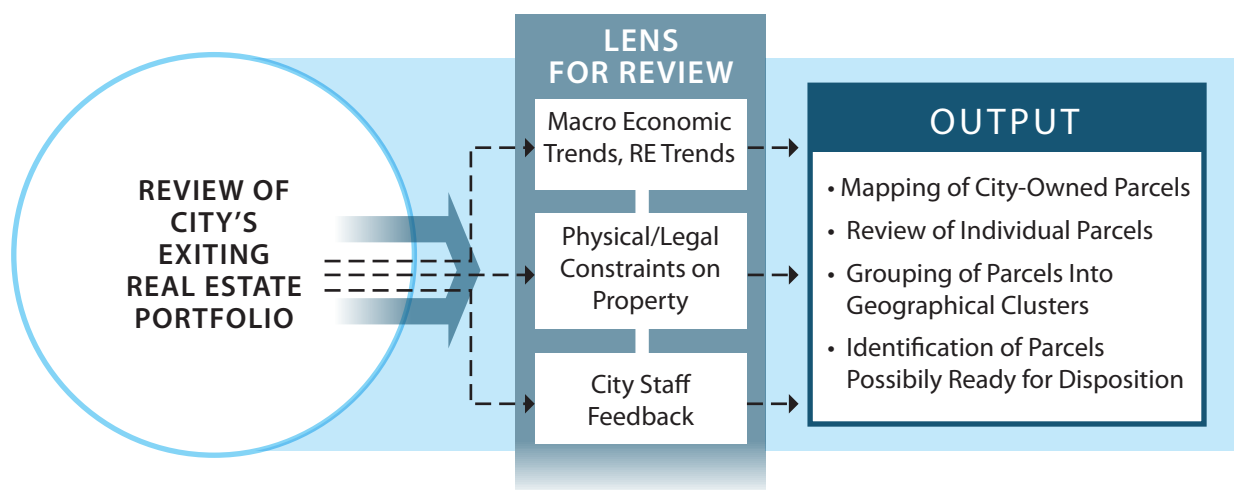 REVIEW OF
CITY’S
EXITING
REAL ESTATE
PORTFOLIO
LENS
FOR REVIEW
Macro Economic
Trends, RE Trends
Physical/Legal
Constraints on
Property
City Staff
Feedback
OUTPUT
• Mapping of City-Owned Parcels
• Review of Individual Parcels
• Grouping of Parcels Into
Geographical Clusters
• Identification of Parcels
Possibily Ready for Disposition